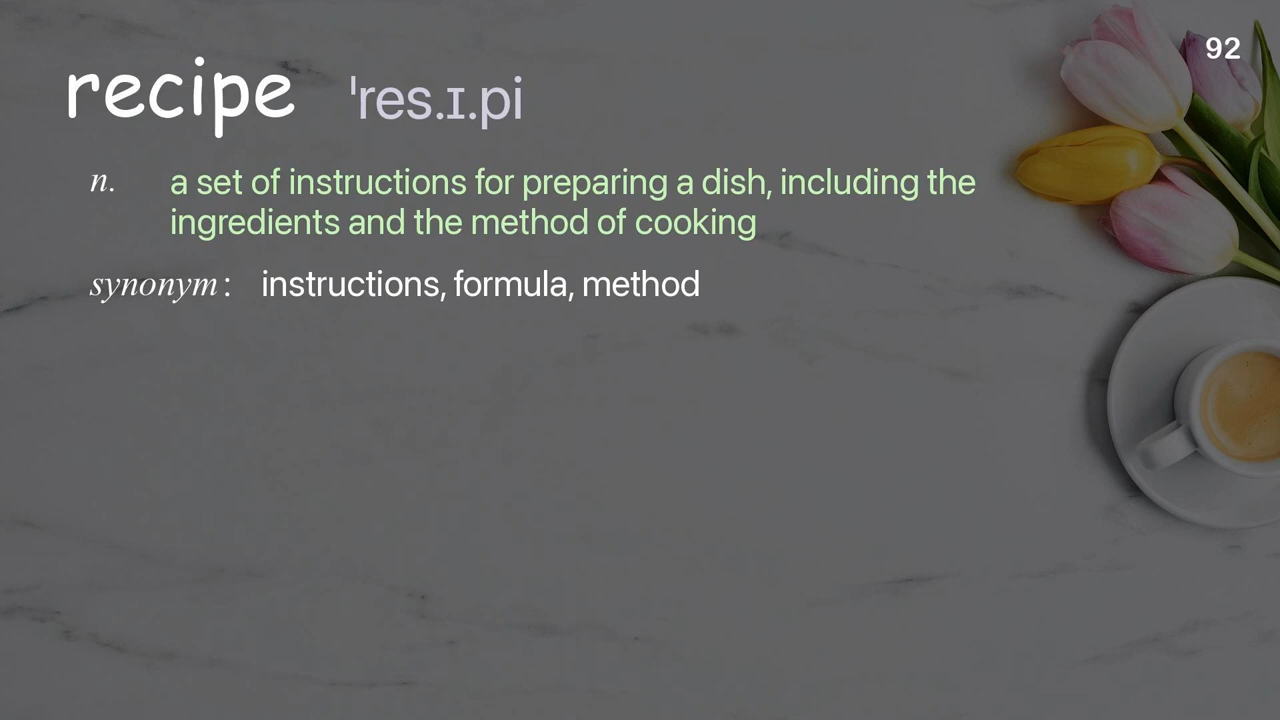 92
recipe ˈres.ɪ.pi
n. a set of instructions for preparing a dish, including the
ingredients and the method of cooking
synonym: instructions, formula, method